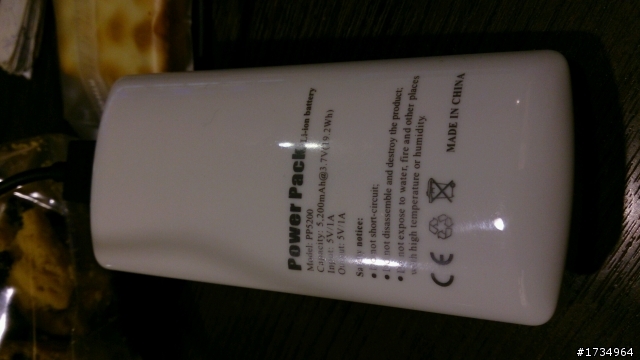 Power Pack Li-ion battery
Model: PP5200
Capacity: 5,200mAh@3.7V(19.2Wh)
Input: 5V/1A
Output: 5V/1A
Safety notice:
● Do not short-circuit;
● Do not disassemble and destroy the product;
● Do not expose to water, fire and other places
with high temperature or humidity.
CE
MADE IN CHINA
#1734964